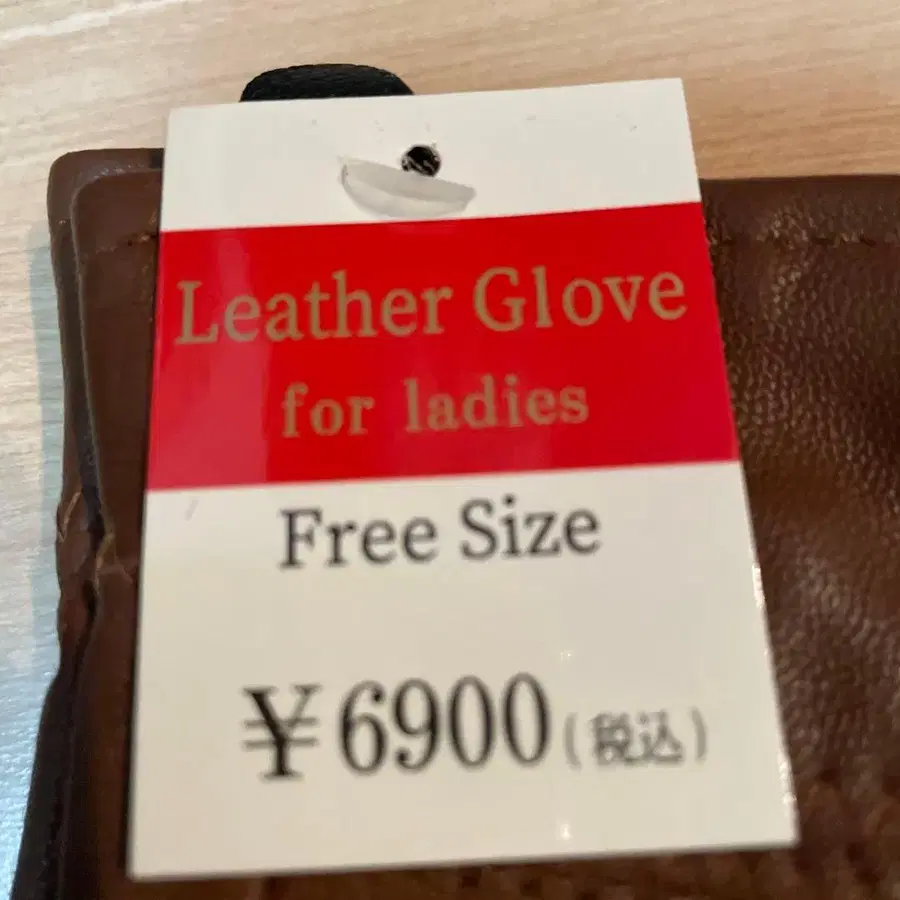 Leather Glove
for ladies
Free Size
¥6900(税込)